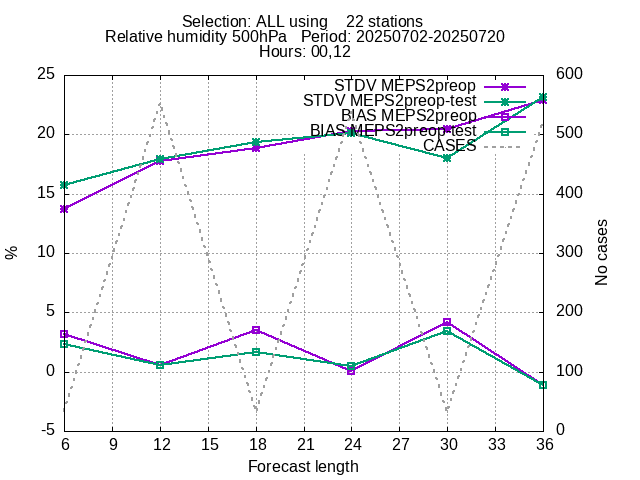 Selection: ALL using    22 stations
Relative humidity 500hPa   Period: 20250702-20250720
Hours: 00,12
STDV MEPS2preop
STDV MEPS2preop-test
BIAS MEPS2preop
BIAS MEPS2preop-test
CASES
25
20
15
10
5
0
-5
%
600
500
400
300
200
100
0
No cases
6 9 12 15 18 21 24 27 30 33 36
Forecast length